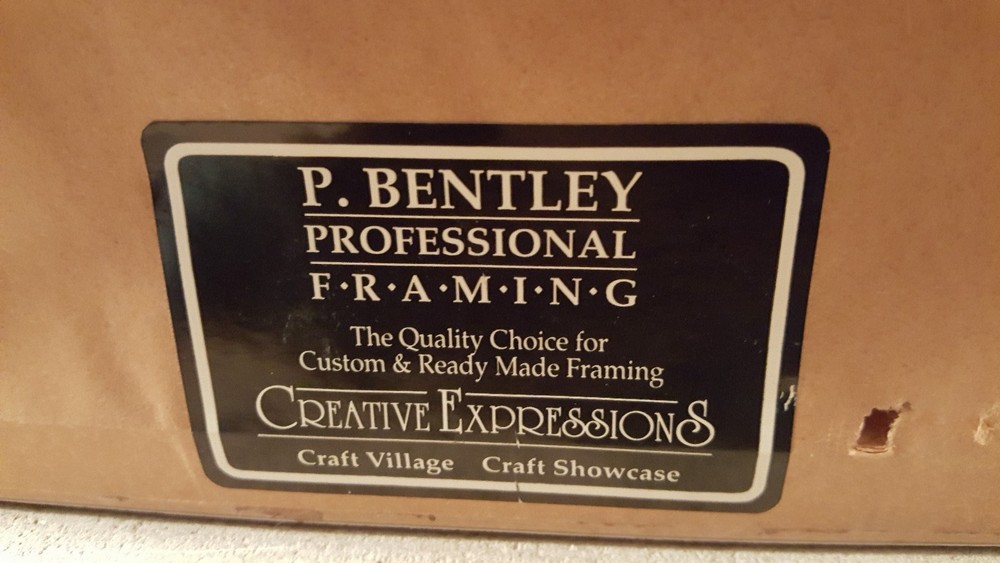 P. BENTLEY
PROFESSIONAL
F·R·A·M·I·N·G
The Quality Choice for
Custom & Ready Made Framing
CREATIVE EXPRESSIONS
Craft Village Craft Showcase